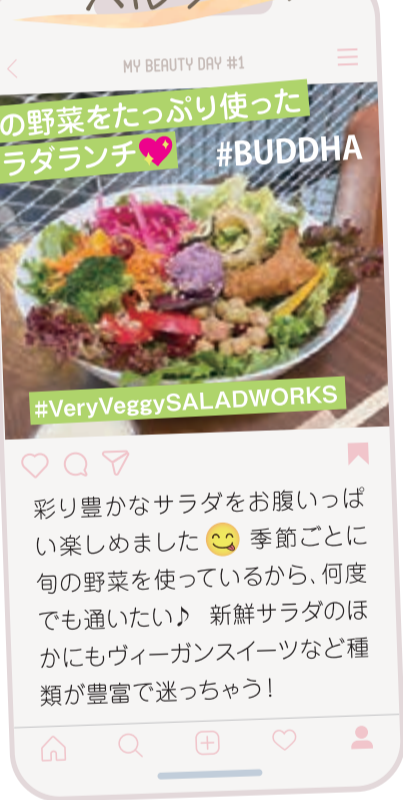 MY BEAUTY DAY #1
の野菜をたっぷり使った
ラダランチ💖
#BUDDHA
#VeryVeggySALADWORKS
彩り豊かなサラダをお腹いっぱ
い楽しめました😋 季節ごとに
旬の野菜を使っているから、何度
でも通いたい♪ 新鮮サラダのほ
かにもヴィーガンスイーツなど種
類が豊富で迷っちゃう!